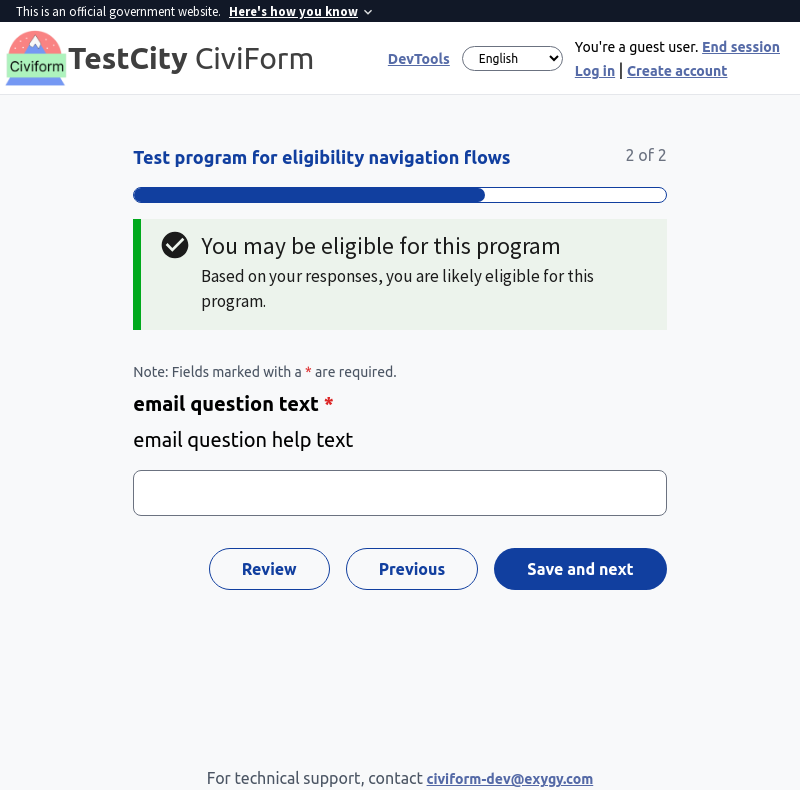 This is an official government website. Here's how you know
Civiform
TestCity CiviForm
DevTools
English
You're a guest user. End session
Log in | Create account
Test program for eligibility navigation flows
2 of 2
You may be eligible for this program
Based on your responses, you are likely eligible for this
program.
Note: Fields marked with a * are required.
email question text *
email question help text
Review
Previous
Save and next
For technical support, contact civiform-dev@exygy.com